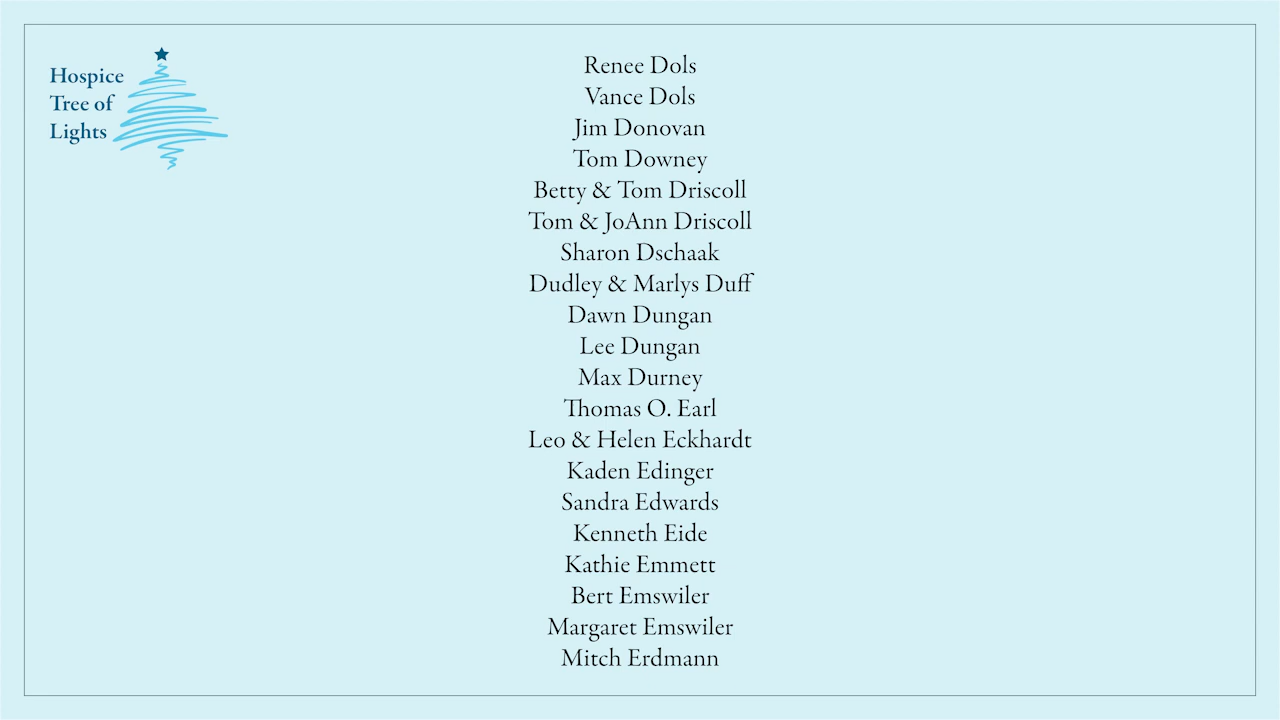 Hospice
Tree of
Lights
Renee Dols
Vance Dols
Jim Donovan
Tom Downey
Betty & Tom Driscoll
Tom & JoAnn Driscoll
Sharon Dschaak
Dudley & Marlys Duff
Dawn Dungan
Lee Dungan
Max Durney
Thomas O. Earl
Leo & Helen Eckhardt
Kaden Edinger
Sandra Edwards
Kenneth Eide
Kathie Emmett
Bert Emswiler
Margaret Emswiler
Mitch Erdmann